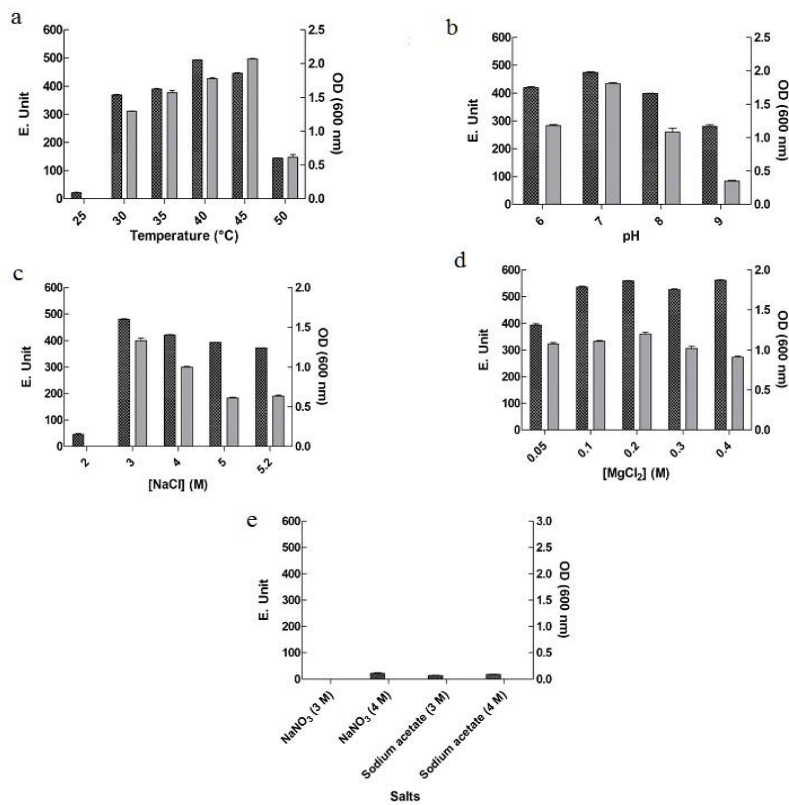 a
600
500
400
300
200
100
0
E. Unit
2.5
2.0
1.5
1.0
0.5
0.0
OD (600 nm)
25 30 35 40 45 50
Temperature (°C)
b
600
500
400
300
200
100
0
E. Unit
2.5
2.0
1.5
1.0
0.5
0.0
OD (600 nm)
6 7 8 9
pH
c
600
500
400
300
200
100
0
E. Unit
2.0
1.5
1.0
0.5
0.0
OD (600 nm)
2 3 4 5 5.2
[NaCl] (M)
d
600
500
400
300
200
100
0
E. Unit
2.0
1.5
1.0
0.5
0.0
OD (600 nm)
0.05 0.1 0.2 0.3 0.4
[MgCl₂] (M)
e
600
500
400
300
200
100
0
E. Unit
3.0
2.5
2.0
1.5
1.0
0.5
0.0
OD (600 nm)
NaNO₃ (3 M)
NaNO₃ (4 M)
Sodium acetate (3 M)
Sodium acetate (4 M)
Salts